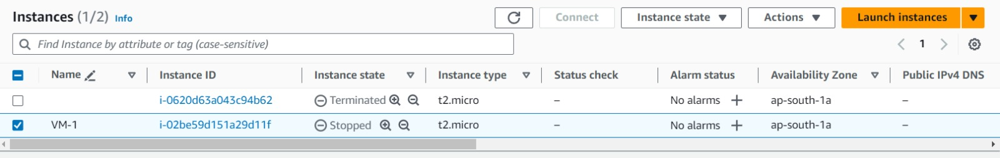 Instances (1/2) Info Connect Instance state Actions Launch instances
Find Instance by attribute or tag (case-sensitive) 1
Name Instance ID Instance state Instance type Status check Alarm status Availability Zone Public IPv4 DNS
i-0620d63a043c94b62 Terminated t2.micro – No alarms + ap-south-1a –
VM-1 i-02be59d151a29d11f Stopped t2.micro – No alarms + ap-south-1a –